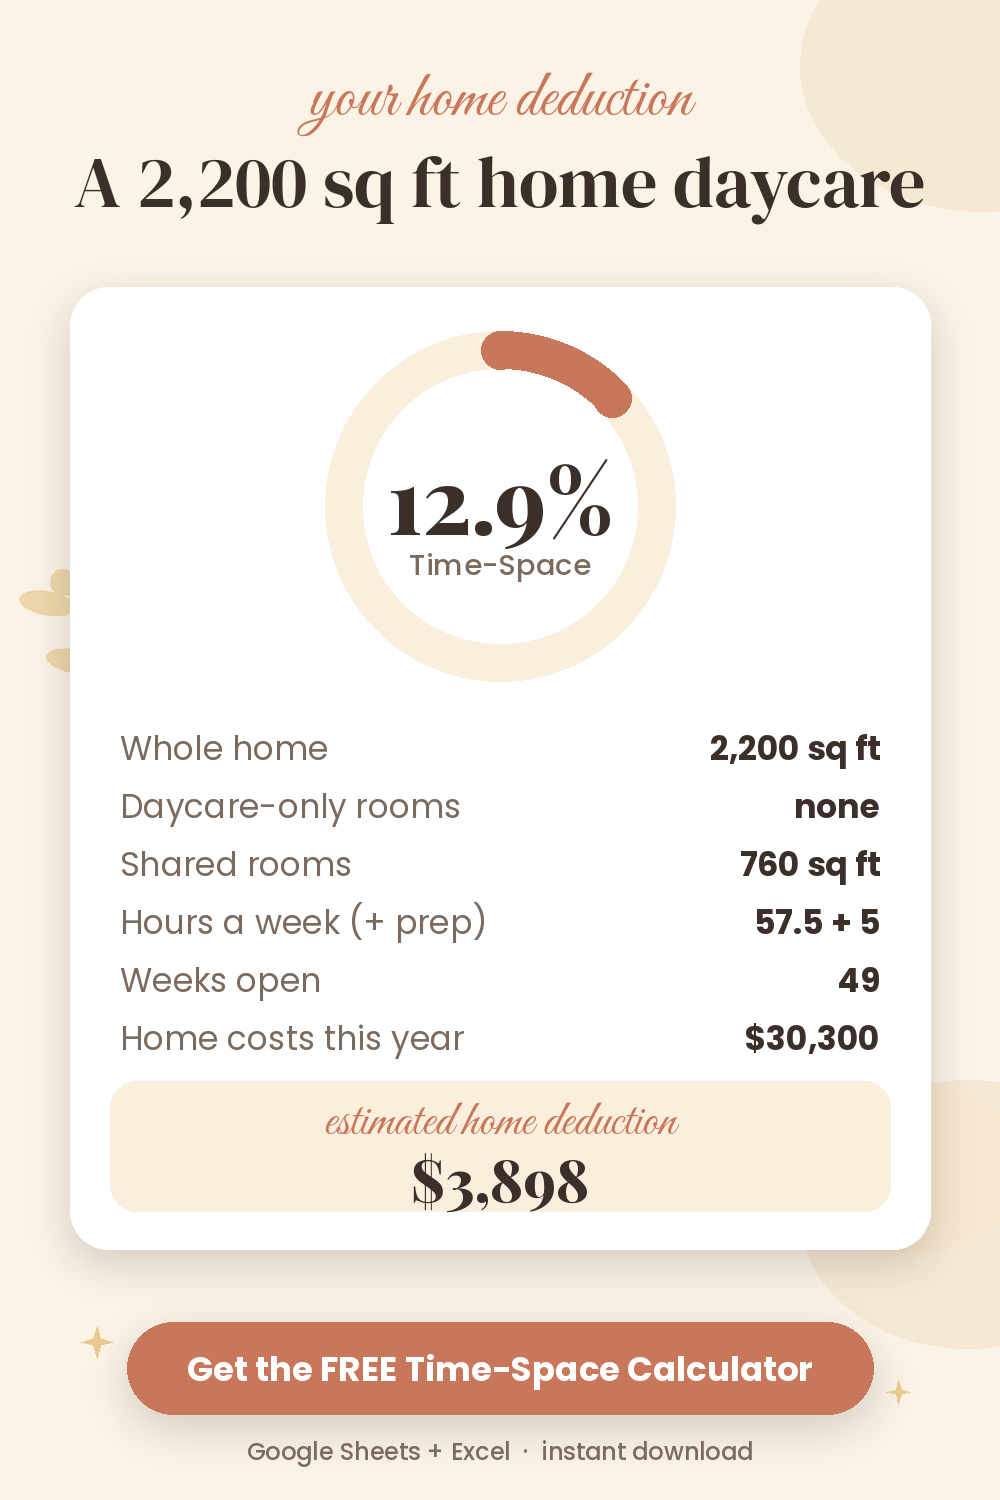 your home deduction
A 2,200 sq ft home daycare
12.9%
Time-Space
Whole home 2,200 sq ft
Daycare-only rooms none
Shared rooms 760 sq ft
Hours a week (+ prep) 57.5 + 5
Weeks open 49
Home costs this year $30,300
estimated home deduction
$3,898
Get the FREE Time-Space Calculator
Google Sheets + Excel · instant download